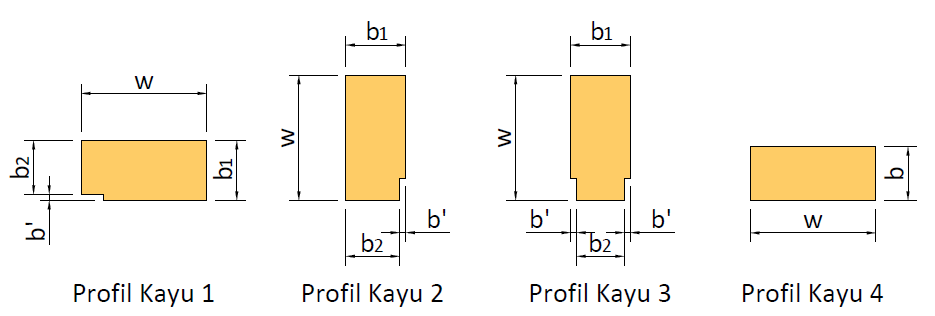 w
b2
b1
b'
Profil Kayu 1
b1
w
b'
b2
Profil Kayu 2
b1
w
b'
b'
b2
Profil Kayu 3
b
w
Profil Kayu 4